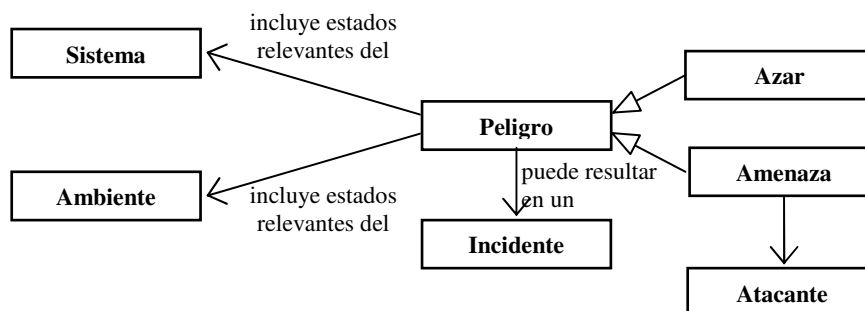 incluye estados
relevantes del
Sistema
Azar
Peligro
Amenaza
puede resultar
en un
Ambiente
incluye estados
relevantes del
Incidente
Atacante